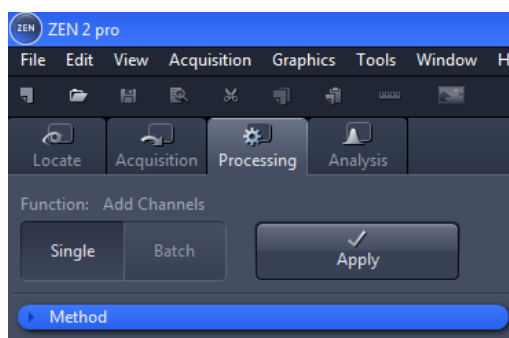 ZEN ZEN 2 pro
File Edit View Acquisition Graphics Tools Window H
Locate Acquisition Processing Analysis
Function: Add Channels
Single Batch Apply
Method